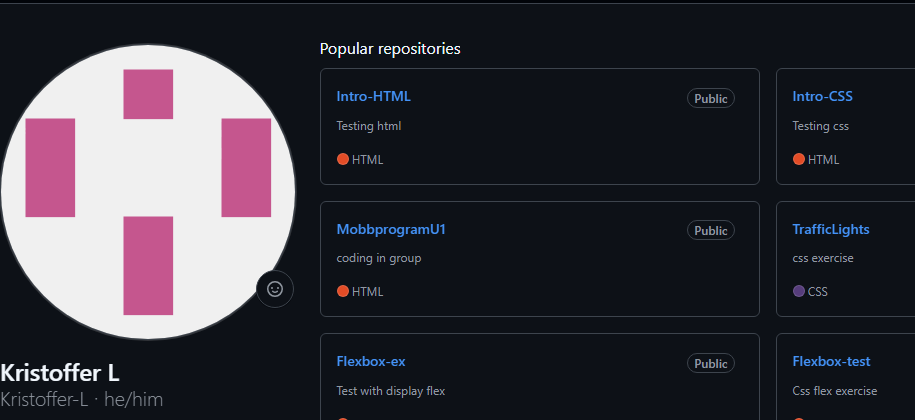 Popular repositories
Intro-HTML Public
Testing html
HTML
Intro-CSS
Testing css
HTML
MobbprogramU1 Public
coding in group
HTML
TrafficLights
css exercise
CSS
Flexbox-ex Public
Test with display flex
Flexbox-test
Css flex exercise
Kristoffer L
Kristoffer-L · he/him